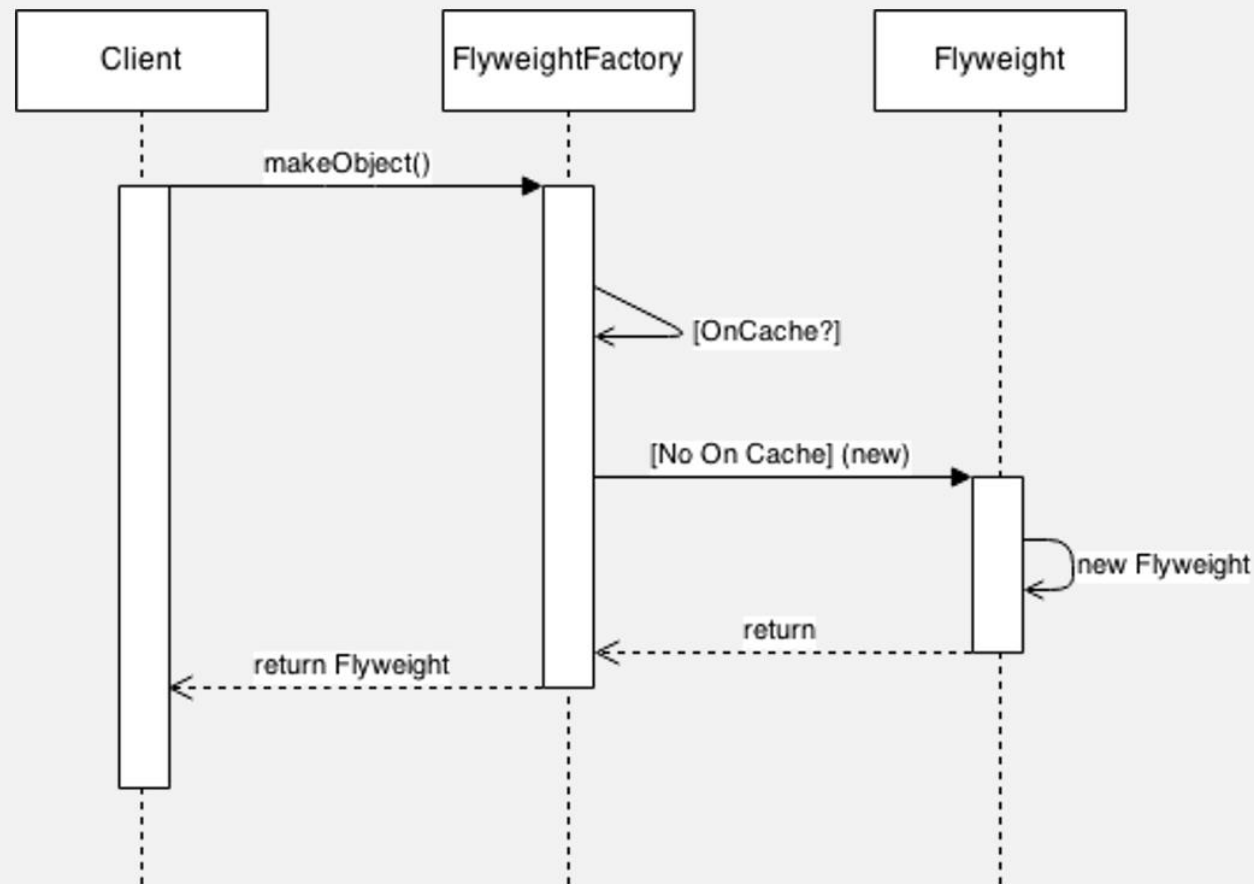 Client
FlyweightFactory
Flyweight
makeObject()
[OnCache?]
[No On Cache] (new)
new Flyweight
return
return Flyweight